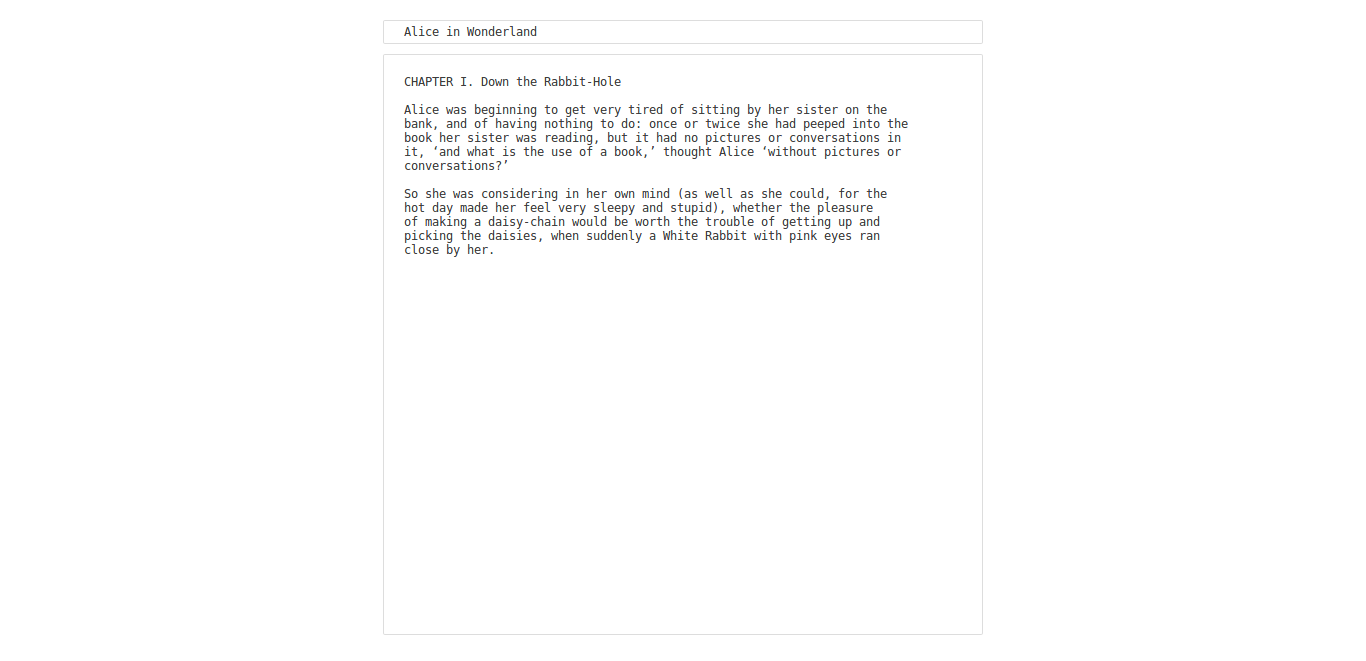 Alice in Wonderland
CHAPTER I. Down the Rabbit-Hole
Alice was beginning to get very tired of sitting by her sister on the
bank, and of having nothing to do: once or twice she had peeped into the
book her sister was reading, but it had no pictures or conversations in
it, ‘and what is the use of a book,’ thought Alice ‘without pictures or
conversations?’
So she was considering in her own mind (as well as she could, for the
hot day made her feel very sleepy and stupid), whether the pleasure
of making a daisy-chain would be worth the trouble of getting up and
picking the daisies, when suddenly a White Rabbit with pink eyes ran
close by her.